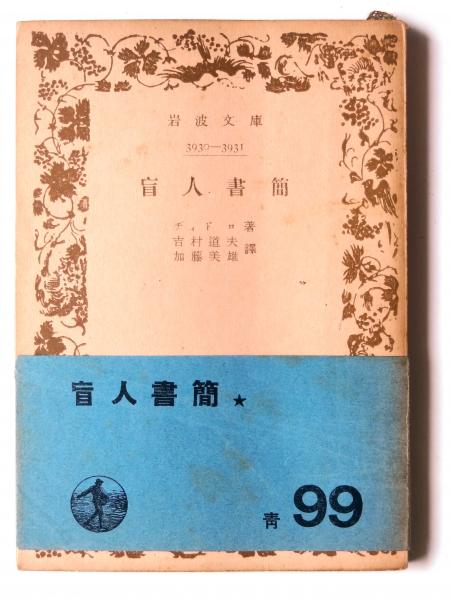 岩波文庫
3930—3931
盲人書簡
ディドロ著
吉村道夫
加藤美雄 譯
盲人書簡 ★
青 99